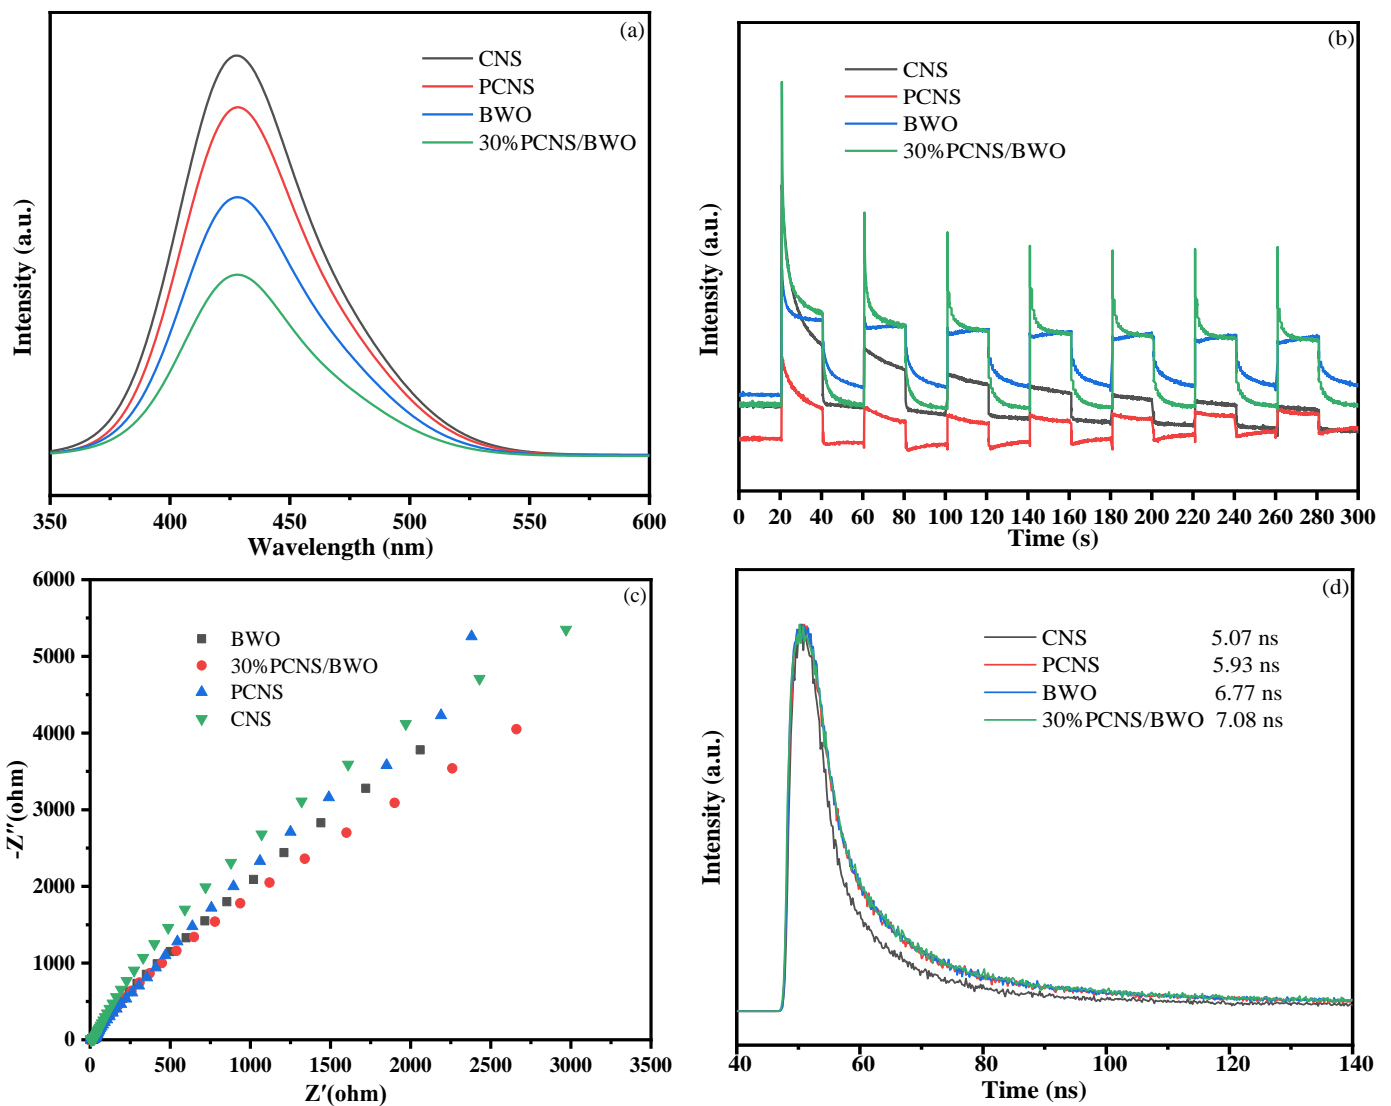 (a)
CNS
PCNS
BWO
30%PCNS/BWO
Intensity (a.u.)
350 400 450 500 550 600
Wavelength (nm)
(b)
CNS
PCNS
BWO
30%PCNS/BWO
Intensity (a.u.)
0 20 40 60 80 100 120 140 160 180 200 220 240 260 280 300
Time (s)
(c)
6000
5000
4000
3000
2000
1000
0
BWO
30%PCNS/BWO
PCNS
CNS
-Z″(ohm)
0 500 1000 1500 2000 2500 3000 3500
Z′(ohm)
(d)
CNS 5.07 ns
PCNS 5.93 ns
BWO 6.77 ns
30%PCNS/BWO 7.08 ns
Intensity (a.u.)
40 60 80 100 120 140
Time (ns)